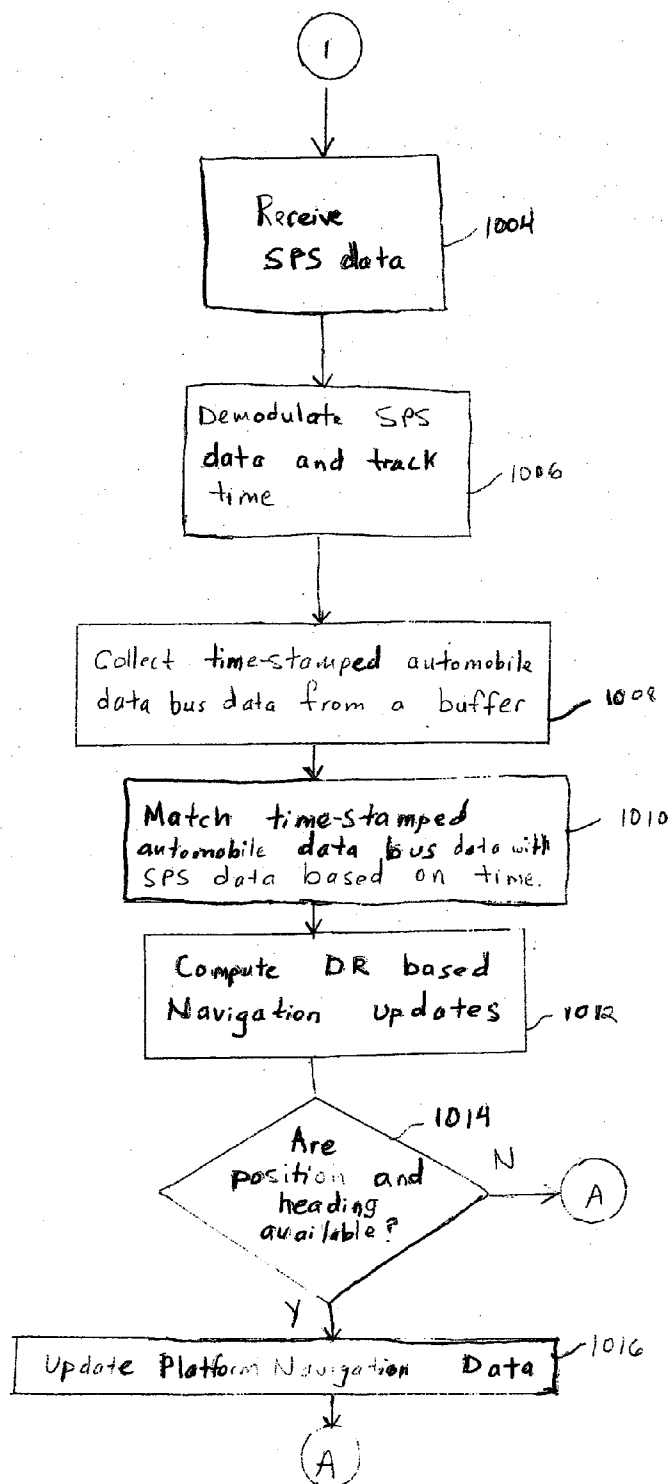 1
Receive
SPS data
1004
Demodulate SPS
data and track
time
1006
Collect time-stamped automobile
data bus data from a buffer
1008
Match time-stamped
automobile data bus data with
SPS data based on time.
1010
Compute DR based
Navigation updates
1012
1014
Are
position and
heading
available?
N
A
Y
Update Platform Navigation Data
1016
A